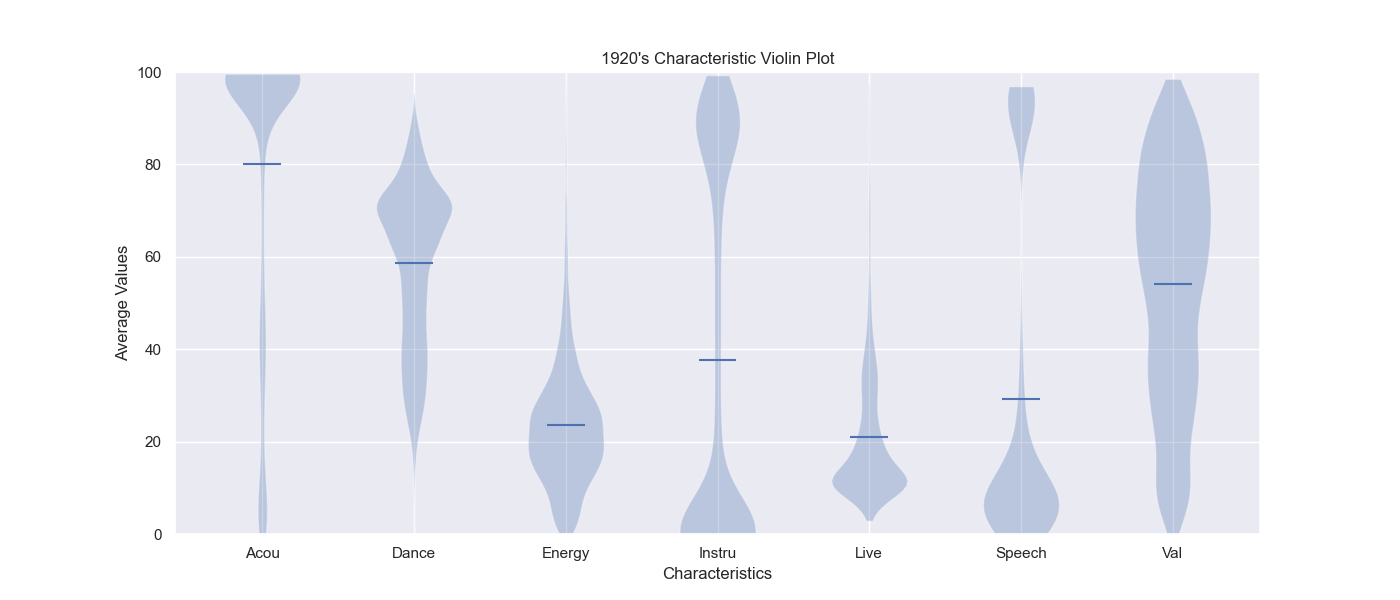 1920's Characteristic Violin Plot
Average Values
100
80
60
40
20
0
Acou Dance Energy Instru Live Speech Val
Characteristics